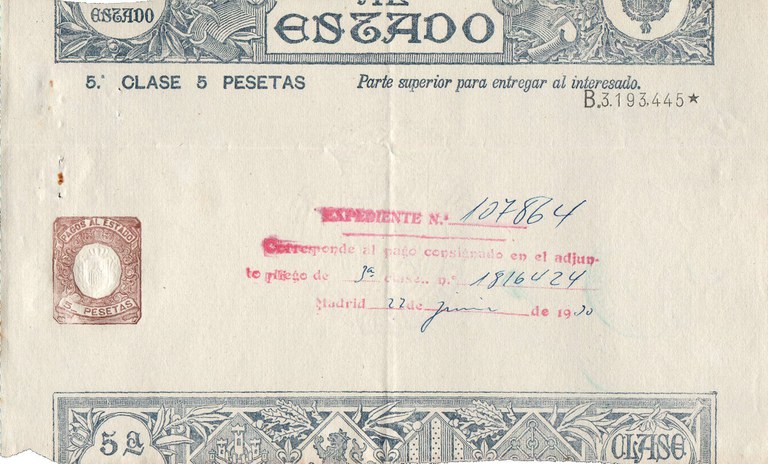 ESTADO
AL
ESTADO
5.ª CLASE 5 PESETAS
Parte superior para entregar al interesado.
B.3.193.445★
EXPEDIENTE N.º 107864
Corresponde al pago consignado en el adjun-
to pliego de 3ª clase.. n.º 1816424
Madrid 22 de junio de 1930
PAGOS AL ESTADO
5 PESETAS
5ª
CLASE